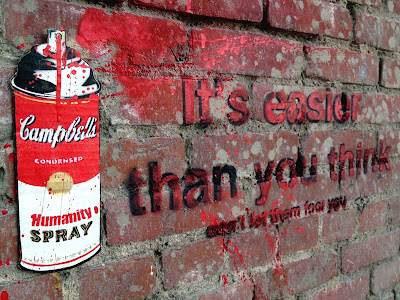 Campbell's
CONDENSED
Humanity
SPRAY
It's easier
than you think
don't let them fool you